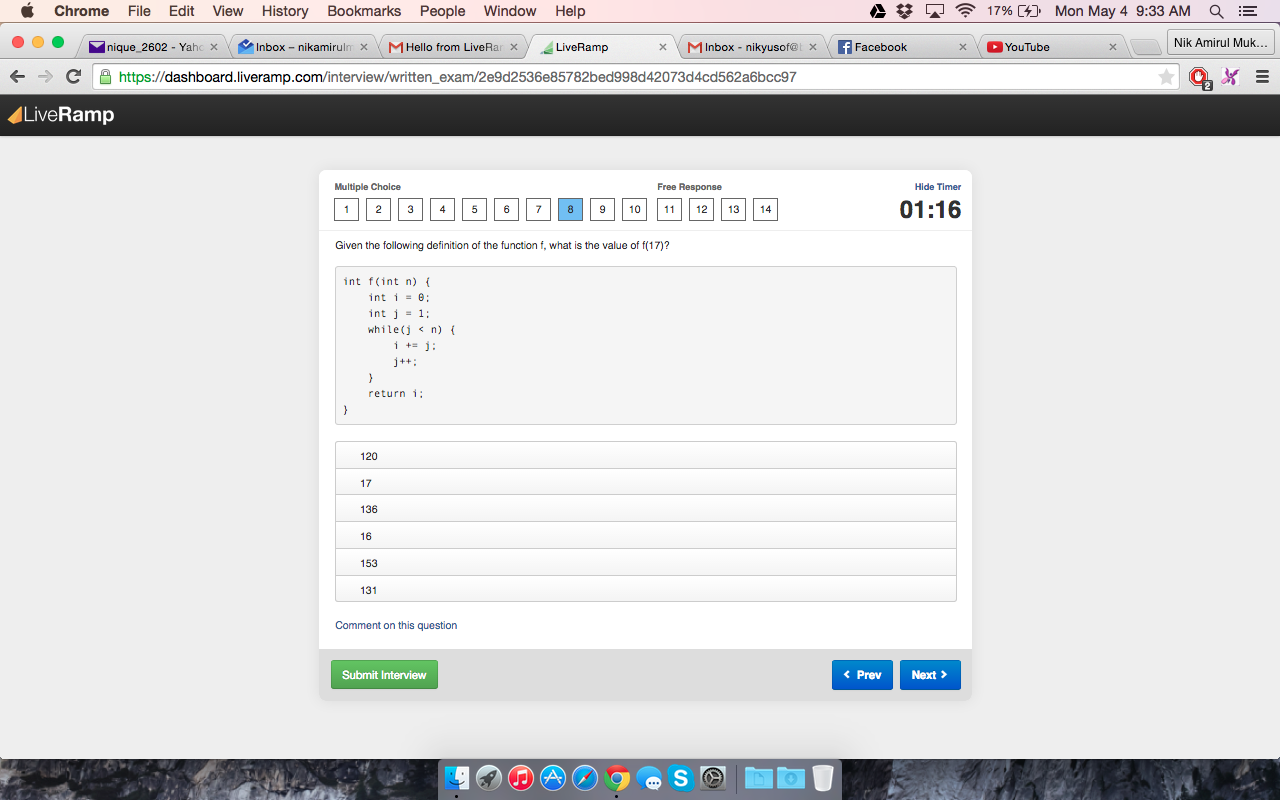 Chrome File Edit View History Bookmarks People Window Help 17% Mon May 4 9:33 AM
nique_2602 - Yaho Inbox – nikamirulm Hello from LiveRam LiveRamp Inbox - nikyusof@b Facebook YouTube Nik Amirul Muk...
https://dashboard.liveramp.com/interview/written_exam/2e9d2536e85782bed998d42073d4cd562a6bcc97 2
LiveRamp
Multiple Choice Free Response Hide Timer
1 2 3 4 5 6 7 8 9 10 11 12 13 14 01:16
Given the following definition of the function f, what is the value of f(17)?
int f(int n) {
int i = 0;
int j = 1;
while(j < n) {
i += j;
j++;
}
return i;
}
120
17
136
16
153
131
Comment on this question
Submit Interview Prev Next